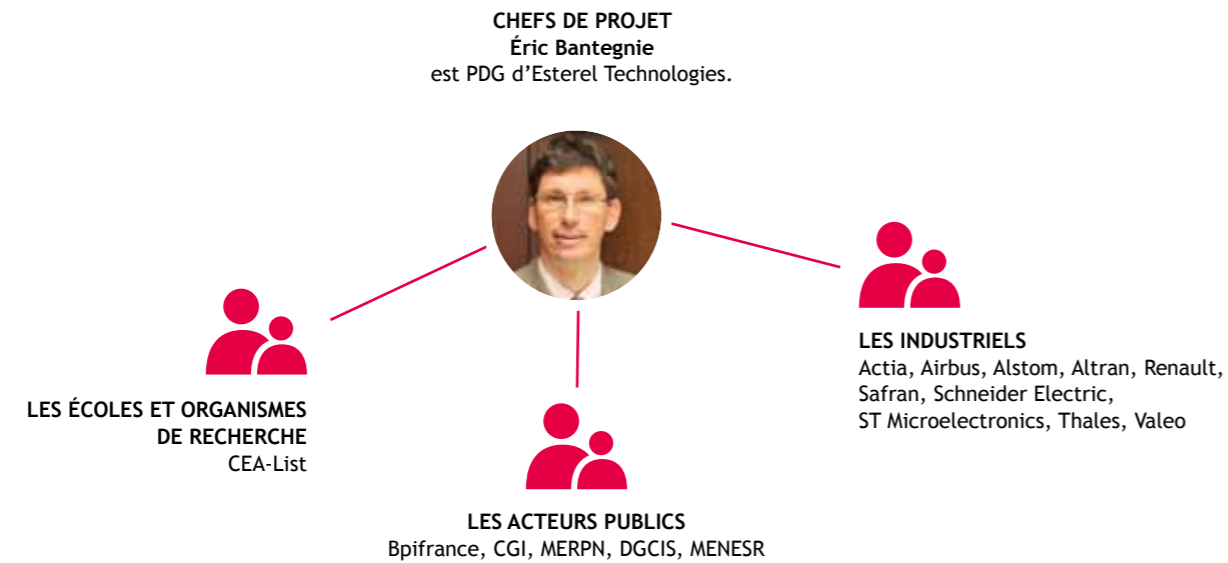 CHEFS DE PROJET
Éric Bantegnie
est PDG d’Esterel Technologies.
LES ÉCOLES ET ORGANISMES
DE RECHERCHE
CEA-List
LES ACTEURS PUBLICS
Bpifrance, CGI, MERPN, DGCIS, MENESR
LES INDUSTRIELS
Actia, Airbus, Alstom, Altran, Renault,
Safran, Schneider Electric,
ST Microelectronics, Thales, Valeo